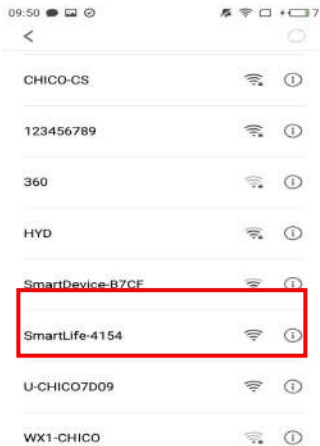 09:50
CHICO-CS
123456789
360
HYD
SmartDevice-B7CF
SmartLife-4154
U-CHICO7D09
WX1-CHICO